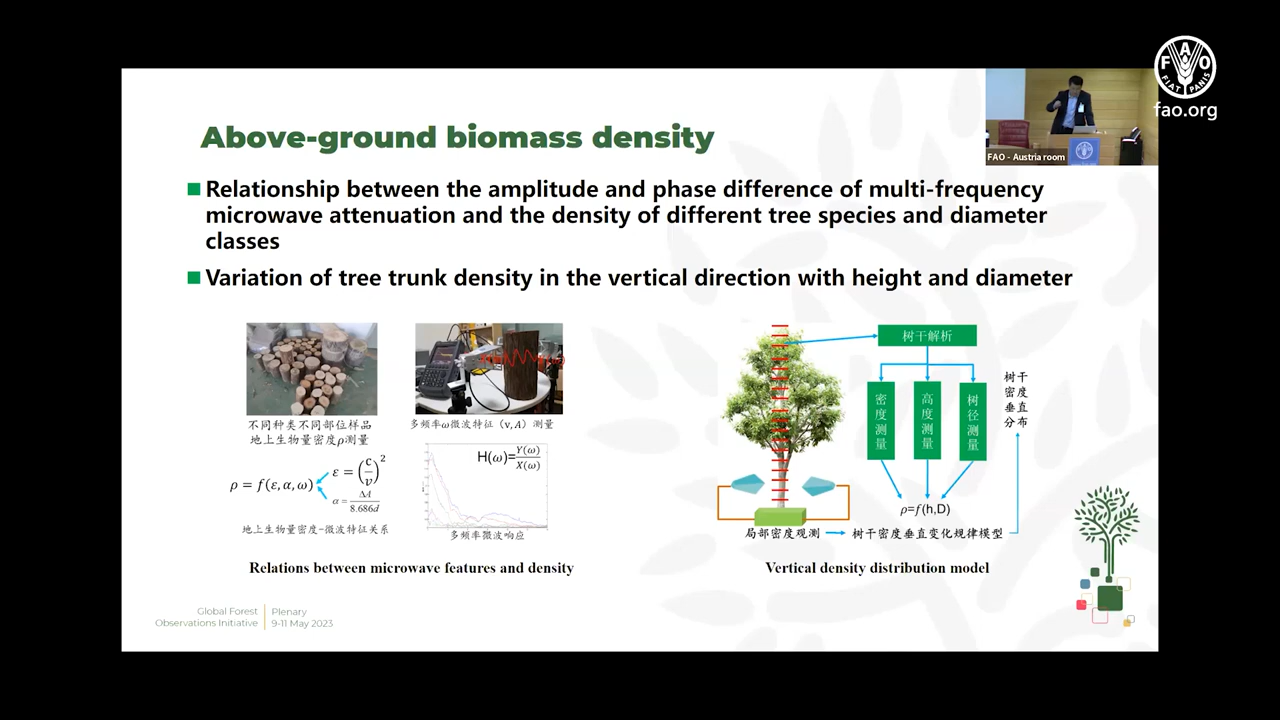 FAO
FIAT PANIS
fao.org
FAO - Austria room
Above-ground biomass density
Relationship between the amplitude and phase difference of multi-frequency
microwave attenuation and the density of different tree species and diameter
classes
Variation of tree trunk density in the vertical direction with height and diameter
不同种类不同部位样品
地上生物量密度ρ测量
多频率ω微波特征（v, A）测量
ρ = f(ε, α, ω)
ε = (c/v)²
α = ΔA/8.686d
地上生物量密度-微波特征关系
H(ω)=Y(ω)/X(ω)
多频率微波响应
Relations between microwave features and density
树干解析
密度测量
高度测量
树径测量
ρ=f(h,D)
局部密度观测
树干密度垂直变化规律模型
树干
密度
垂直
分布
Vertical density distribution model
Global Forest
Observations Initiative
Plenary
9-11 May 2023